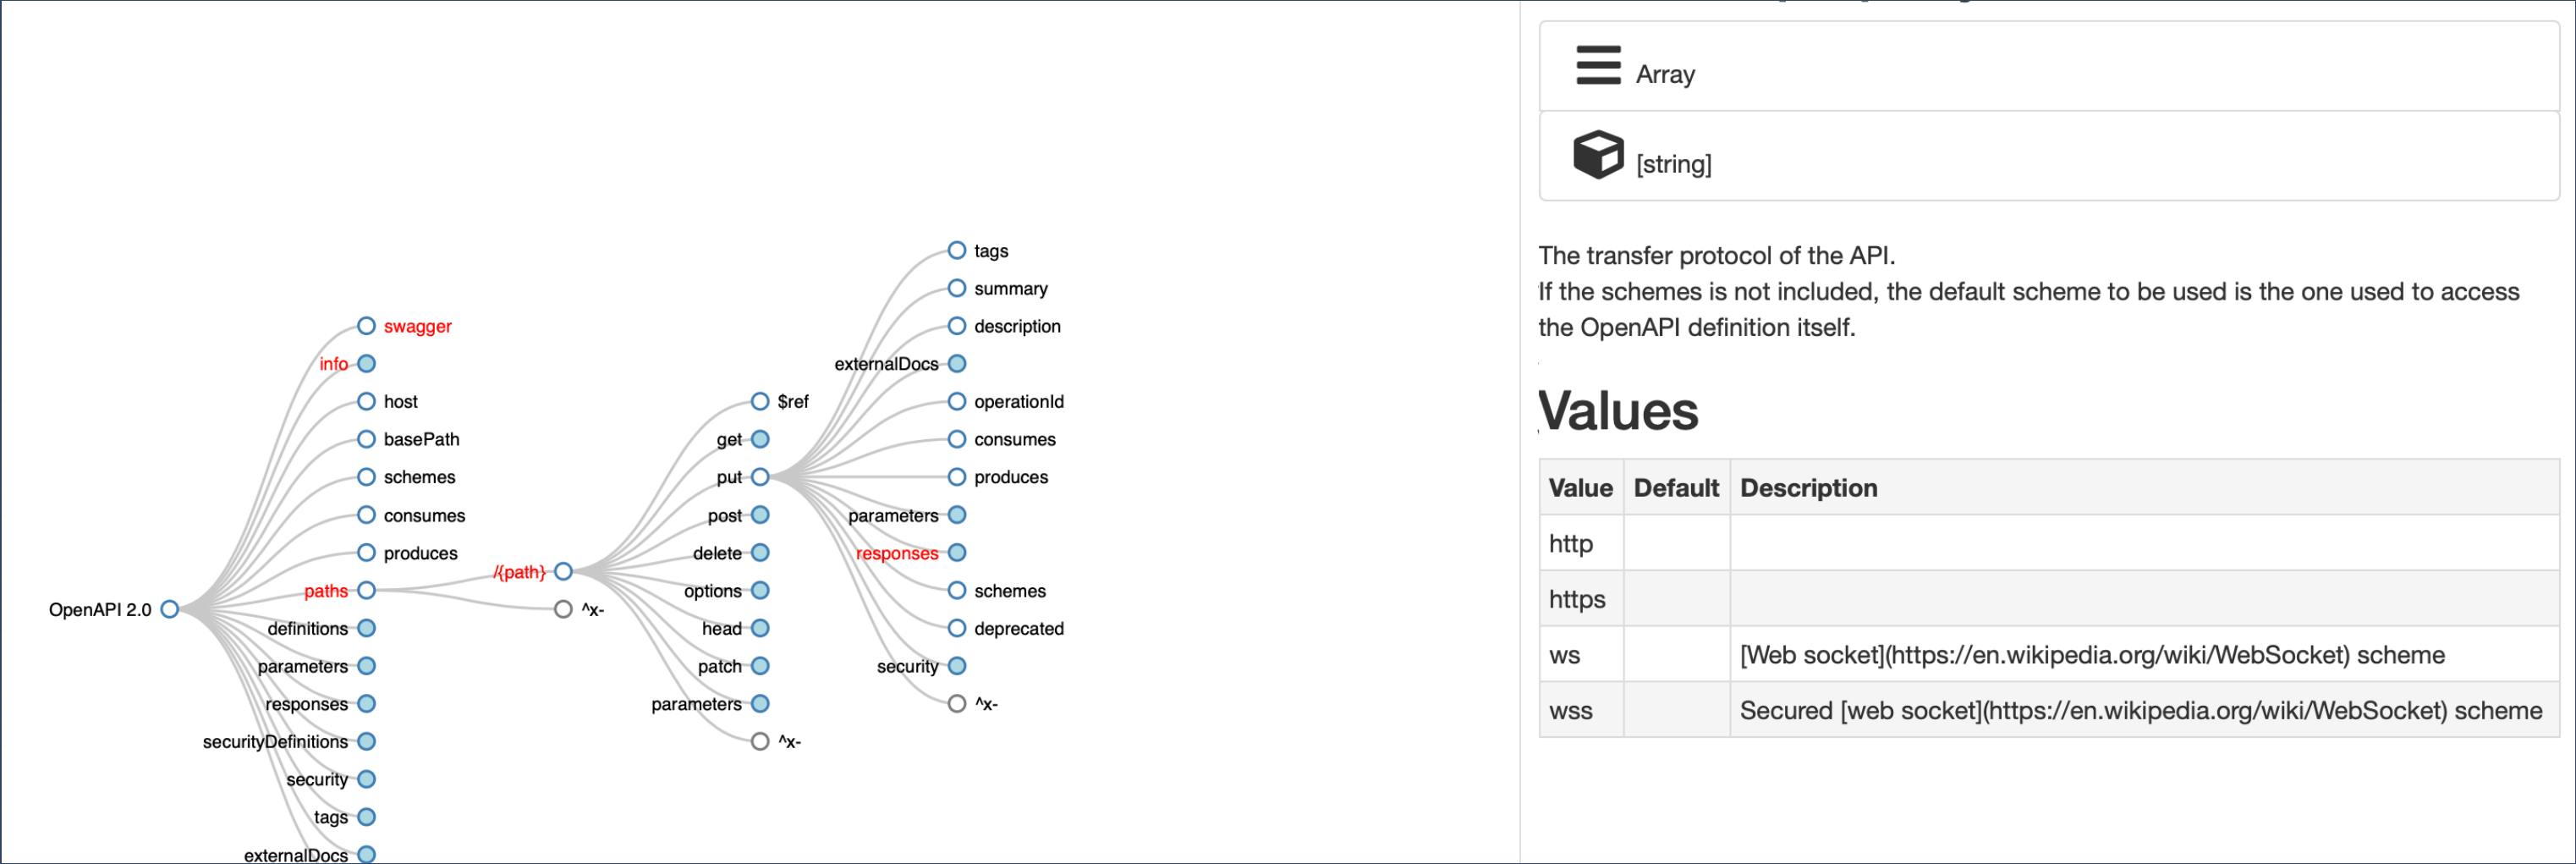 OpenAPI 2.0
swagger
info
host
basePath
schemes
consumes
produces
paths
definitions
parameters
responses
securityDefinitions
security
tags
externalDocs
/{path}
^x-
$ref
get
put
post
delete
options
head
patch
parameters
^x-
tags
summary
description
externalDocs
operationId
consumes
produces
parameters
responses
schemes
deprecated
security
^x-
Array
[string]
The transfer protocol of the API.
If the schemes is not included, the default scheme to be used is the one used to access
the OpenAPI definition itself.
Values
Value Default Description
http
https
ws [Web socket](https://en.wikipedia.org/wiki/WebSocket) scheme
wss Secured [web socket](https://en.wikipedia.org/wiki/WebSocket) scheme